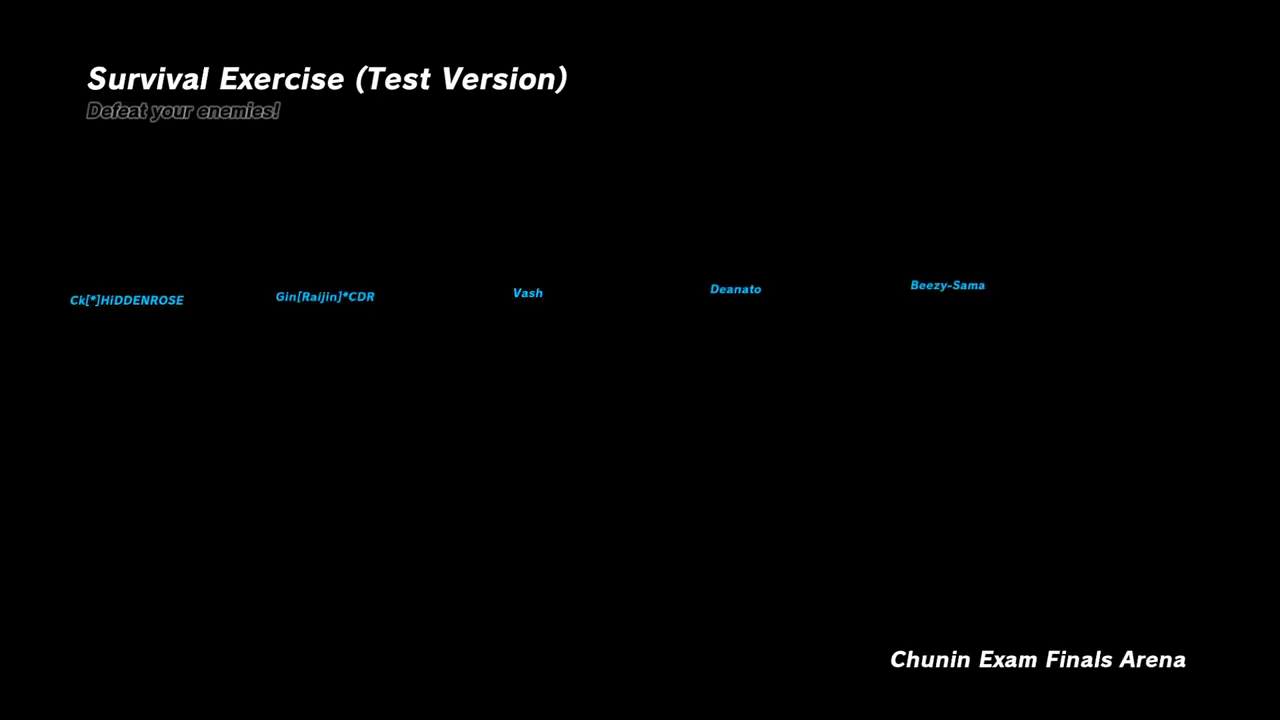 Survival Exercise (Test Version)
Defeat your enemies!
Ck[*]HiDDENROSE
Gin[Raijin]*CDR
Vash
Deanato
Beezy-Sama
Chunin Exam Finals Arena